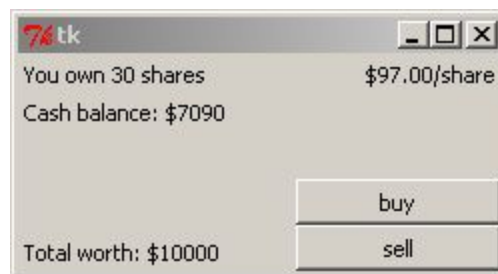 tk
You own 30 shares $97.00/share
Cash balance: $7090
buy
Total worth: $10000 sell